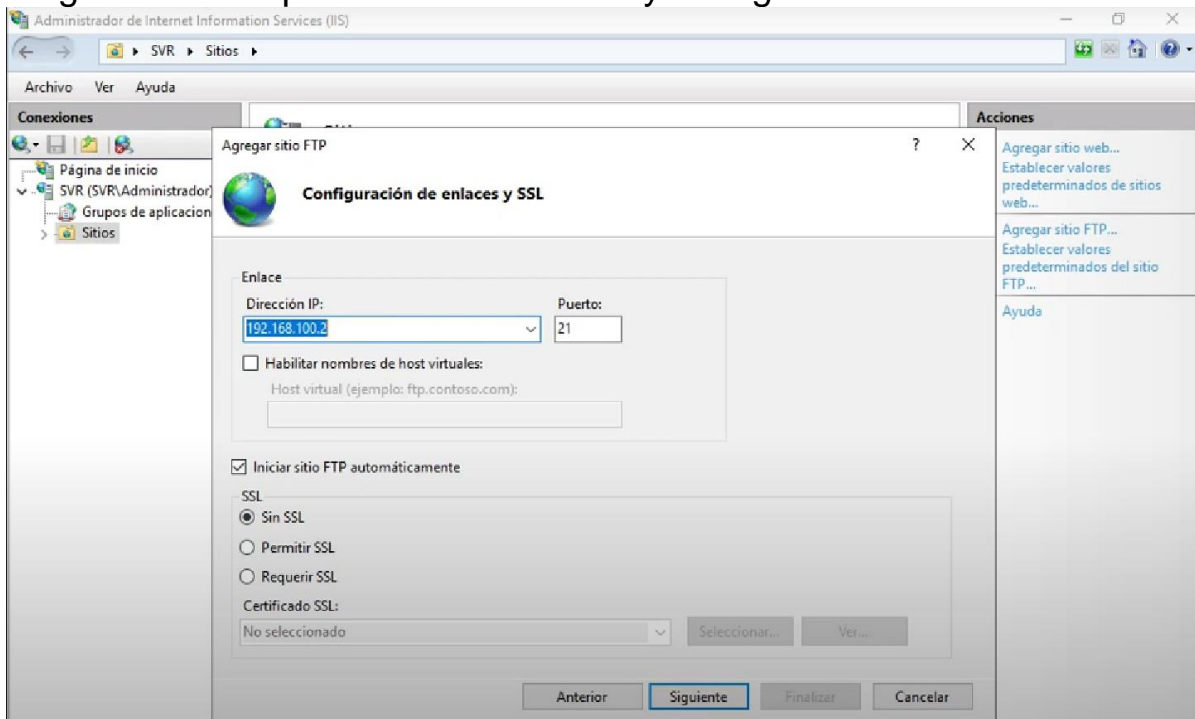 Administrador de Internet Information Services (IIS)
SVR Sitios
Archivo Ver Ayuda
Conexiones
Página de inicio
SVR (SVR\Administrador)
Grupos de aplicacion
Sitios
Agregar sitio FTP
?
Configuración de enlaces y SSL
Enlace
Dirección IP:
Puerto:
192.168.100.2
21
Habilitar nombres de host virtuales:
Host virtual (ejemplo: ftp.contoso.com):
Iniciar sitio FTP automáticamente
SSL
Sin SSL
Permitir SSL
Requerir SSL
Certificado SSL:
No seleccionado
Seleccionar...
Ver...
Anterior
Siguiente
Finalizar
Cancelar
Acciones
Agregar sitio web...
Establecer valores
predeterminados de sitios
web...
Agregar sitio FTP...
Establecer valores
predeterminados del sitio
FTP...
Ayuda